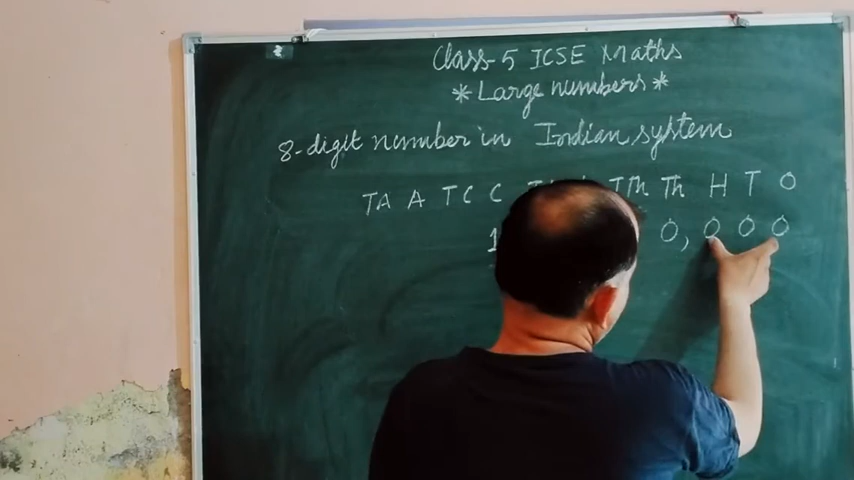 Class-5 ICSE Maths
* Large numbers *
8-digit number in Indian system
TA A TC C TTh Th H T O
1 0, 0 0 0